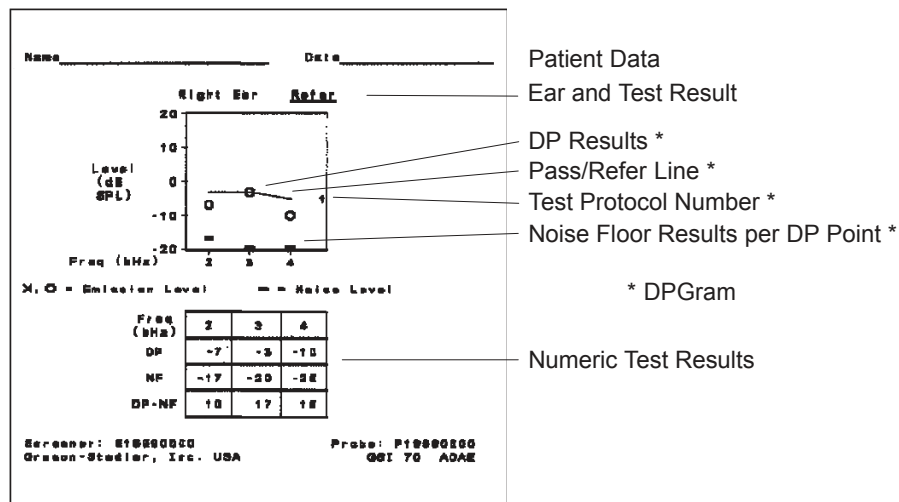 Name Date
Patient Data
Right Ear Refer
Ear and Test Result
20
10
Level
(dB
SPL)
0
-10
-20
1
Freq (kHz) 2 3 4
DP Results *
Pass/Refer Line *
Test Protocol Number *
Noise Floor Results per DP Point *
X, O = Emission Level - = Noise Level
* DPGram
Freq
(kHz) 2 3 4
DP -7 -3 -10
NF -17 -20
DP-NF 10 17
Numeric Test Results
Screener: Probe:
Grason-Stadler, Inc. USA GSI 70 AOAE